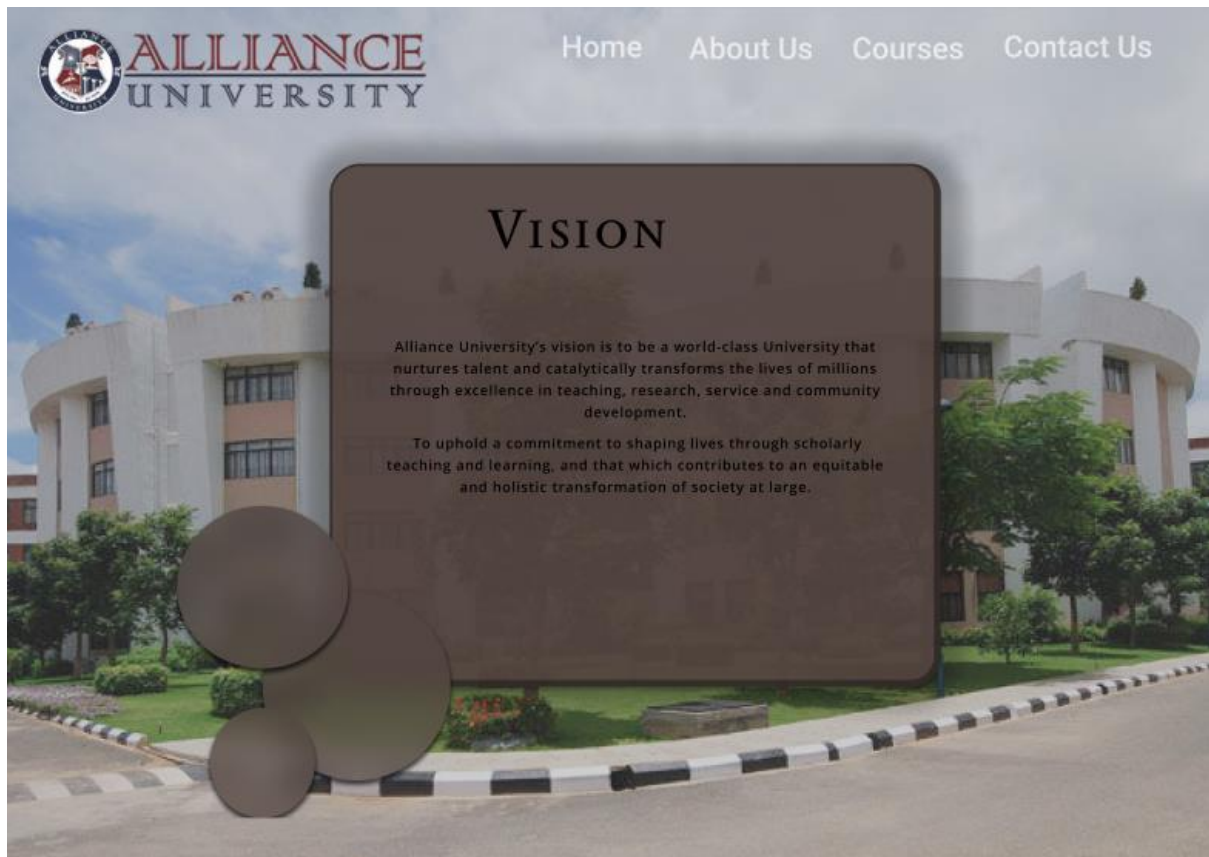 ALLIANCE
UNIVERSITY
Home About Us Courses Contact Us
VISION
Alliance University's vision is to be a world-class University that
nurtures talent and catalytically transforms the lives of millions
through excellence in teaching, research, service and community
development.
To uphold a commitment to shaping lives through scholarly
teaching and learning, and that which contributes to an equitable
and holistic transformation of society at large.